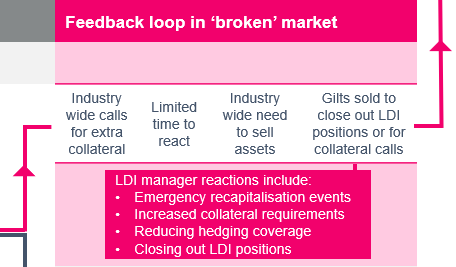 Feedback loop in ‘broken’ market
Industry
wide calls
for extra
collateral
Limited
time to
react
Industry
wide need
to sell
assets
Gilts sold to
close out LDI
positions or for
collateral calls
LDI manager reactions include:
• Emergency recapitalisation events
• Increased collateral requirements
• Reducing hedging coverage
• Closing out LDI positions